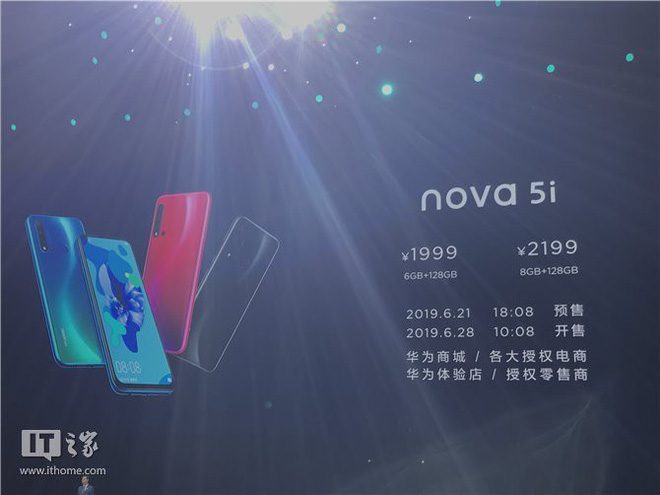 nova 5i
¥1999 ¥2199
6GB+128GB 8GB+128GB
2019.6.21 18:08 预售
2019.6.28 10:08 开售
华为商城 / 各大授权电商
华为体验店 / 授权零售商
08:08
IT之家
www.ithome.com